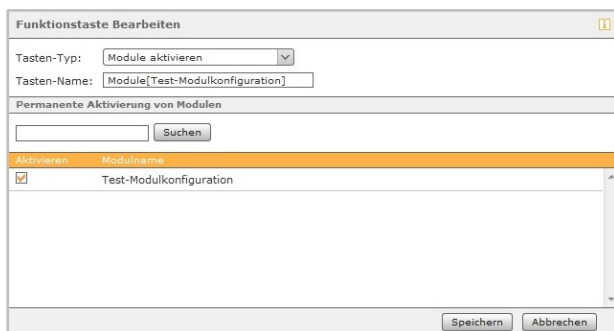 Funktionstaste Bearbeiten
Tasten-Typ: Module aktivieren
Tasten-Name: Module[Test-Modulkonfiguration]
Permanente Aktivierung von Modulen
Suchen
Aktivieren Modulname
Test-Modulkonfiguration
Speichern Abbrechen